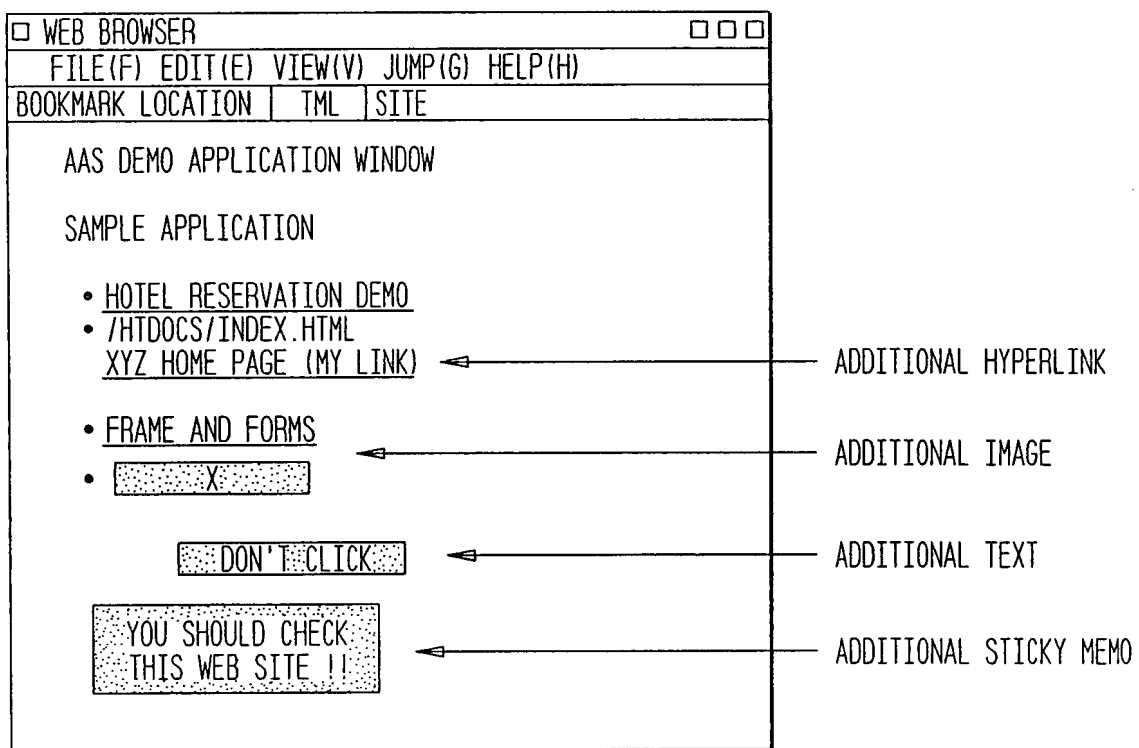 WEB BROWSER
FILE(F) EDIT(E) VIEW(V) JUMP(G) HELP(H)
BOOKMARK LOCATION TML SITE
AAS DEMO APPLICATION WINDOW
SAMPLE APPLICATION
• HOTEL RESERVATION DEMO
• /HTDOCS/INDEX.HTML
XYZ HOME PAGE (MY LINK)
ADDITIONAL HYPERLINK
• FRAME AND FORMS
ADDITIONAL IMAGE
• X
DON'T CLICK
ADDITIONAL TEXT
YOU SHOULD CHECK
THIS WEB SITE !!
ADDITIONAL STICKY MEMO